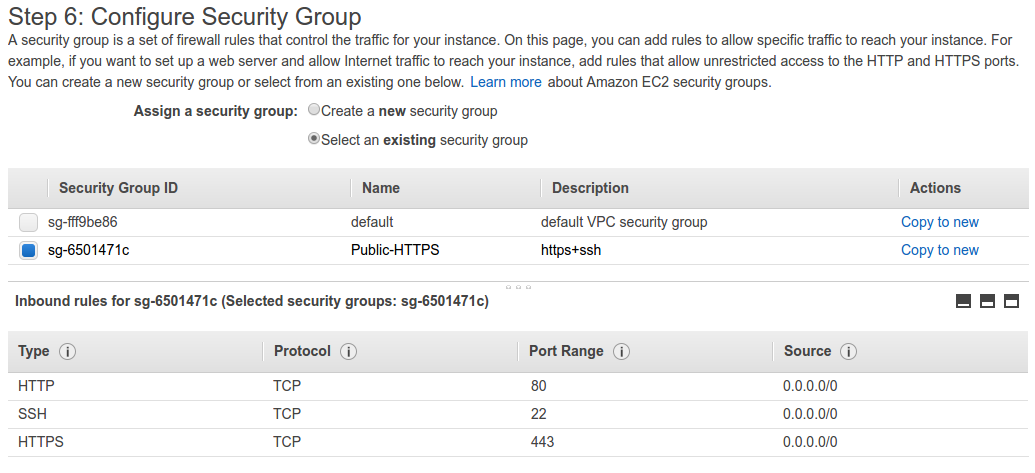 Step 6: Configure Security Group
A security group is a set of firewall rules that control the traffic for your instance. On this page, you can add rules to allow specific traffic to reach your instance. For
example, if you want to set up a web server and allow Internet traffic to reach your instance, add rules that allow unrestricted access to the HTTP and HTTPS ports.
You can create a new security group or select from an existing one below. Learn more about Amazon EC2 security groups.
Assign a security group: Create a new security group
Select an existing security group
Security Group ID Name Description Actions
sg-fff9be86 default default VPC security group Copy to new
sg-6501471c Public-HTTPS https+ssh Copy to new
Inbound rules for sg-6501471c (Selected security groups: sg-6501471c)
Type i Protocol i Port Range i Source i
HTTP TCP 80 0.0.0.0/0
SSH TCP 22 0.0.0.0/0
HTTPS TCP 443 0.0.0.0/0